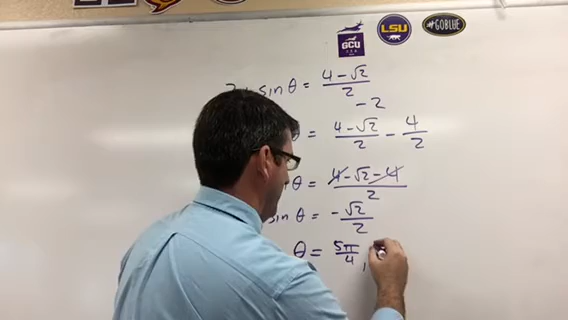 GCU
LSU
#GOBLUE
sin θ = (4 - √2)/2
- 2
θ = (4 - √2)/2 - 4/2
θ = (4 - √2 - 4)/2
sin θ = - √2/2
θ = 5π/4 ,